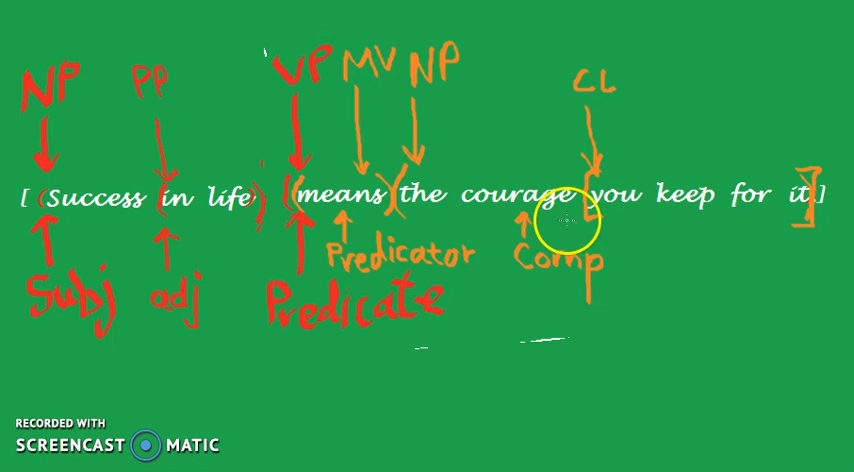 NP PP VP MV NP CL
[ (Success (in life)) ((means)(the courage [you keep for it]]
Predicator Comp
Subj adj Predicate
RECORDED WITH
SCREENCAST MATIC